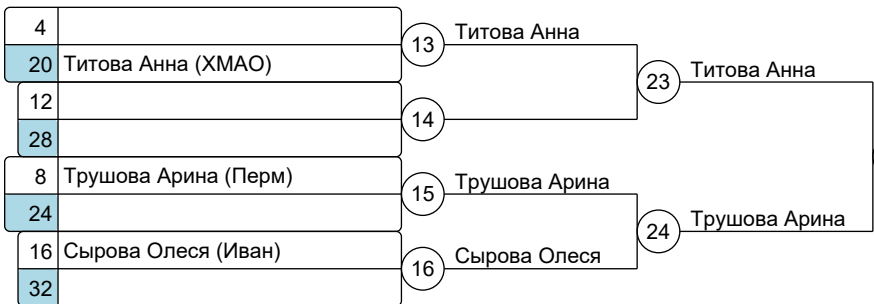 4
13 Титова Анна
20 Титова Анна (ХМАО)
23 Титова Анна
12
14
28
8 Трушова Арина (Перм)
15 Трушова Арина
24
24 Трушова Арина
16 Сырова Олеся (Иван)
16 Сырова Олеся
32